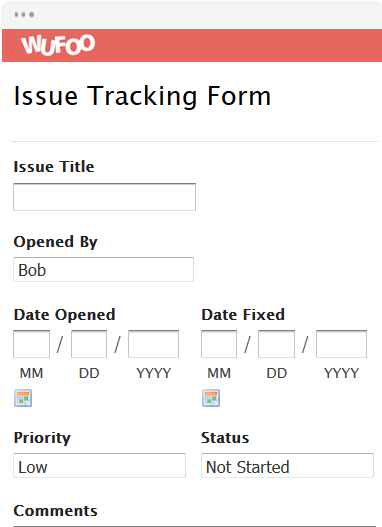 WUFOO
Issue Tracking Form
Issue Title
Opened By
Bob
Date Opened Date Fixed
/ / / /
MM DD YYYY MM DD YYYY
Priority Status
Low Not Started
Comments